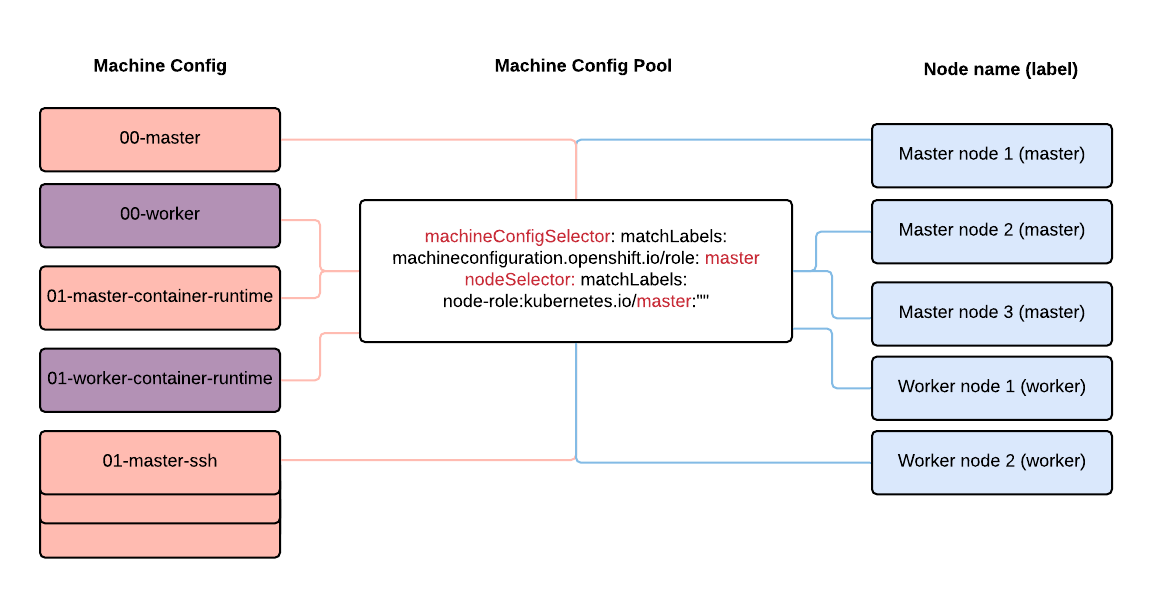 Machine Config
Machine Config Pool
Node name (label)
00-master
00-worker
01-master-container-runtime
01-worker-container-runtime
01-master-ssh
machineConfigSelector: matchLabels:
machineconfiguration.openshift.io/role: master
nodeSelector: matchLabels:
node-role:kubernetes.io/master:""
Master node 1 (master)
Master node 2 (master)
Master node 3 (master)
Worker node 1 (worker)
Worker node 2 (worker)